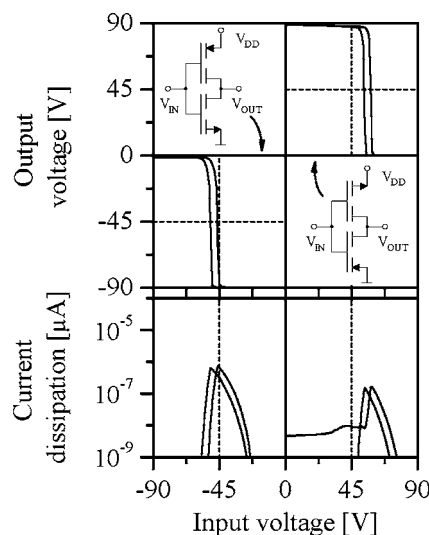 Output
voltage [V]
90
45
0
-45
-90
V_DD
V_IN
V_OUT
V_DD
V_IN
V_OUT
Current
dissipation [µA]
10^-5
10^-7
10^-9
-90
-45
0
45
90
Input voltage [V]